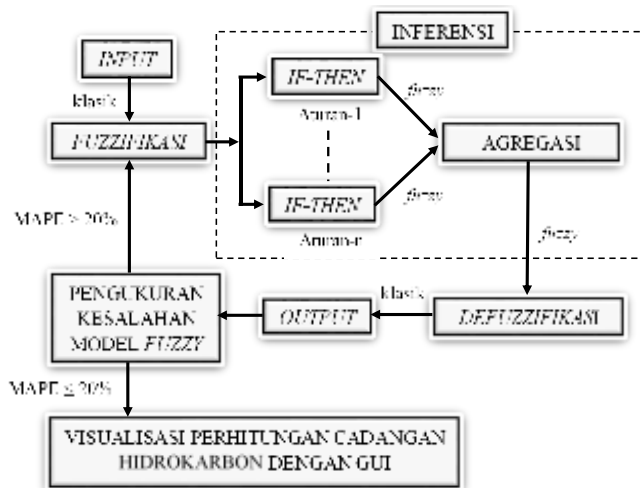 INFERENSI
INPUT
klasik
FUZZIFIKASI
IF-THEN
Aturan-1
fuzzy
IF-THEN
Aturan-n
fuzzy
AGREGASI
fuzzy
MAPE > 20%
PENGUKURAN
KESALAHAN
MODEL FUZZY
OUTPUT
klasik
DEFUZZIFIKASI
MAPE ≤ 20%
VISUALISASI PERHITUNGAN CADANGAN
HIDROKARBON DENGAN GUI